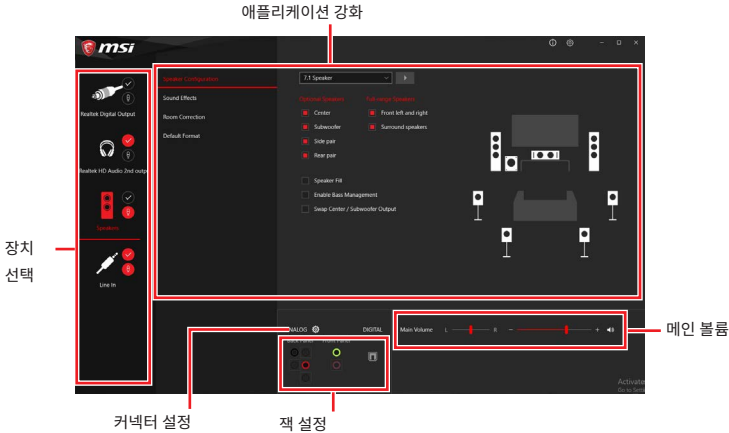 애플리케이션 강화
msi
Realtek Digital Output
Realtek HD Audio 2nd outp
Speakers
Line In
장치
선택
Speaker Configuration
Sound Effects
Room Correction
Default Format
7.1 Speaker
Optional Speakers
Full-range Speakers
Center
Front left and right
Subwoofer
Surround speakers
Side pair
Rear pair
Speaker Fill
Enable Bass Management
Swap Center / Subwoofer Output
ANALOG
DIGITAL
Back Panel
Front Panel
Main Volume
L
R
메인 볼륨
Activate
Go to Setti
커넥터 설정
잭 설정